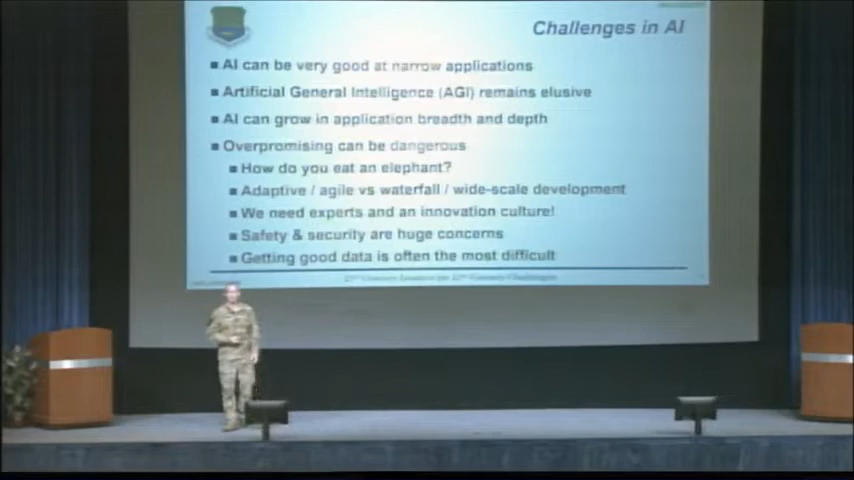 Challenges in AI
■ AI can be very good at narrow applications
■ Artificial General Intelligence (AGI) remains elusive
■ AI can grow in application breadth and depth
■ Overpromising can be dangerous
■ How do you eat an elephant?
■ Adaptive / agile vs waterfall / wide-scale development
■ We need experts and an innovation culture!
■ Safety & security are huge concerns
■ Getting good data is often the most difficult